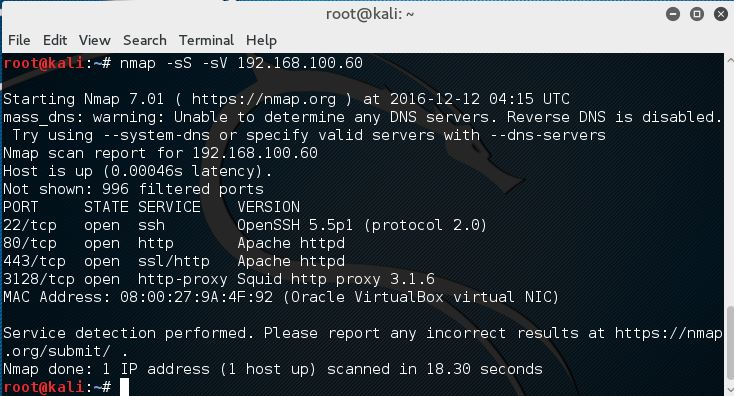 root@kali: ~
File Edit View Search Terminal Help
root@kali:~# nmap -sS -sV 192.168.100.60
Starting Nmap 7.01 ( https://nmap.org ) at 2016-12-12 04:15 UTC
mass_dns: warning: Unable to determine any DNS servers. Reverse DNS is disabled.
 Try using --system-dns or specify valid servers with --dns-servers
Nmap scan report for 192.168.100.60
Host is up (0.00046s latency).
Not shown: 996 filtered ports
PORT     STATE SERVICE    VERSION
22/tcp   open  ssh        OpenSSH 5.5p1 (protocol 2.0)
80/tcp   open  http       Apache httpd
443/tcp  open  ssl/http   Apache httpd
3128/tcp open  http-proxy Squid http proxy 3.1.6
MAC Address: 08:00:27:9A:4F:92 (Oracle VirtualBox virtual NIC)
Service detection performed. Please report any incorrect results at https://nmap
.org/submit/ .
Nmap done: 1 IP address (1 host up) scanned in 18.30 seconds
root@kali:~#